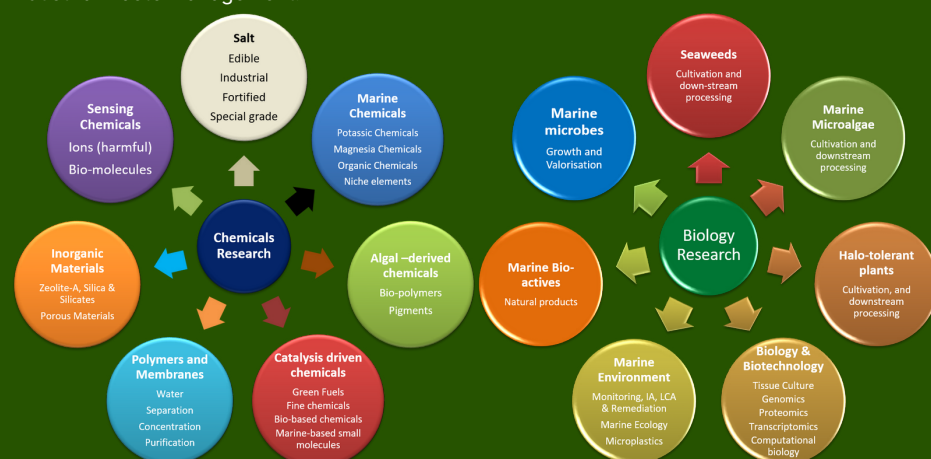 Salt
Edible
Industrial
Fortified
Special grade
Sensing
Chemicals
Ions (harmful)
Bio-molecules
Marine
Chemicals
Potassic Chemicals
Magnesia Chemicals
Organic Chemicals
Niche elements
Chemicals
Research
Inorganic
Materials
Zeolite-A, Silica &
Silicates
Porous Materials
Algal –derived
chemicals
Bio-polymers
Pigments
Polymers and
Membranes
Water
Separation
Concentration
Purification
Catalysis driven
chemicals
Green Fuels
Fine chemicals
Bio-based chemicals
Marine-based small
molecules
Seaweeds
Cultivation and
down-stream
processing
Marine
microbes
Growth and
Valorisation
Marine
Microalgae
Cultivation and
downstream
processing
Biology
Research
Marine Bio-
actives
Natural products
Halo-tolerant
plants
Cultivation, and
downstream
processing
Marine
Environment
Monitoring, IA, LCA
& Remediation
Marine Ecology
Microplastics
Biology &
Biotechnology
Tissue Culture
Genomics
Proteomics
Transcriptomics
Computational
biology